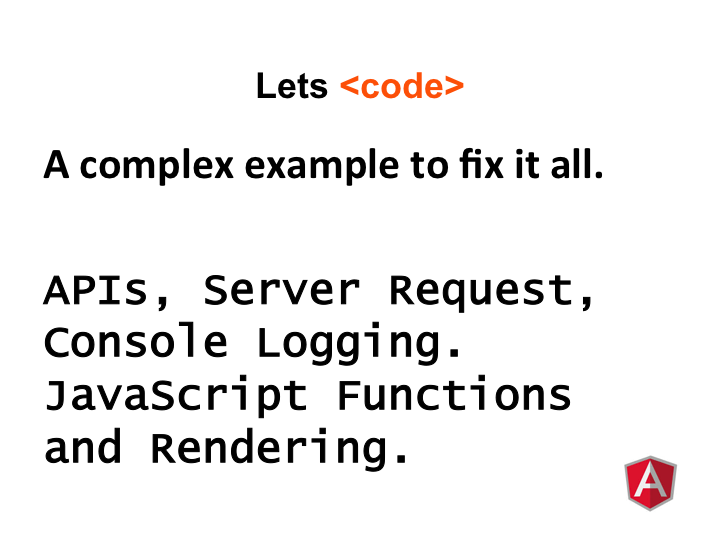 Lets <code>
A complex example to fix it all.
APIs, Server Request,
Console Logging.
JavaScript Functions
and Rendering.
A